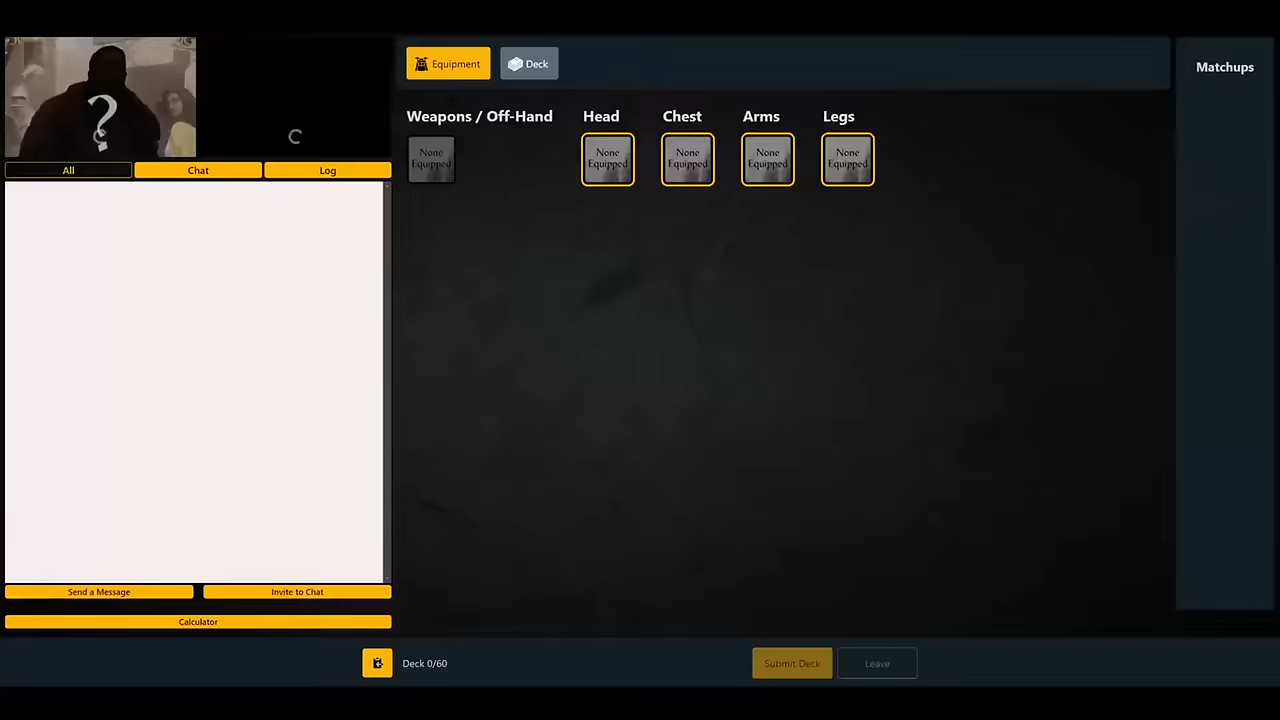 ?
All Chat Log
Send a Message Invite to Chat
Calculator
Equipment Deck
Weapons / Off-Hand Head Chest Arms Legs
None
Equipped
None
Equipped
None
Equipped
None
Equipped
None
Equipped
Matchups
Deck 0/60
Submit Deck Leave